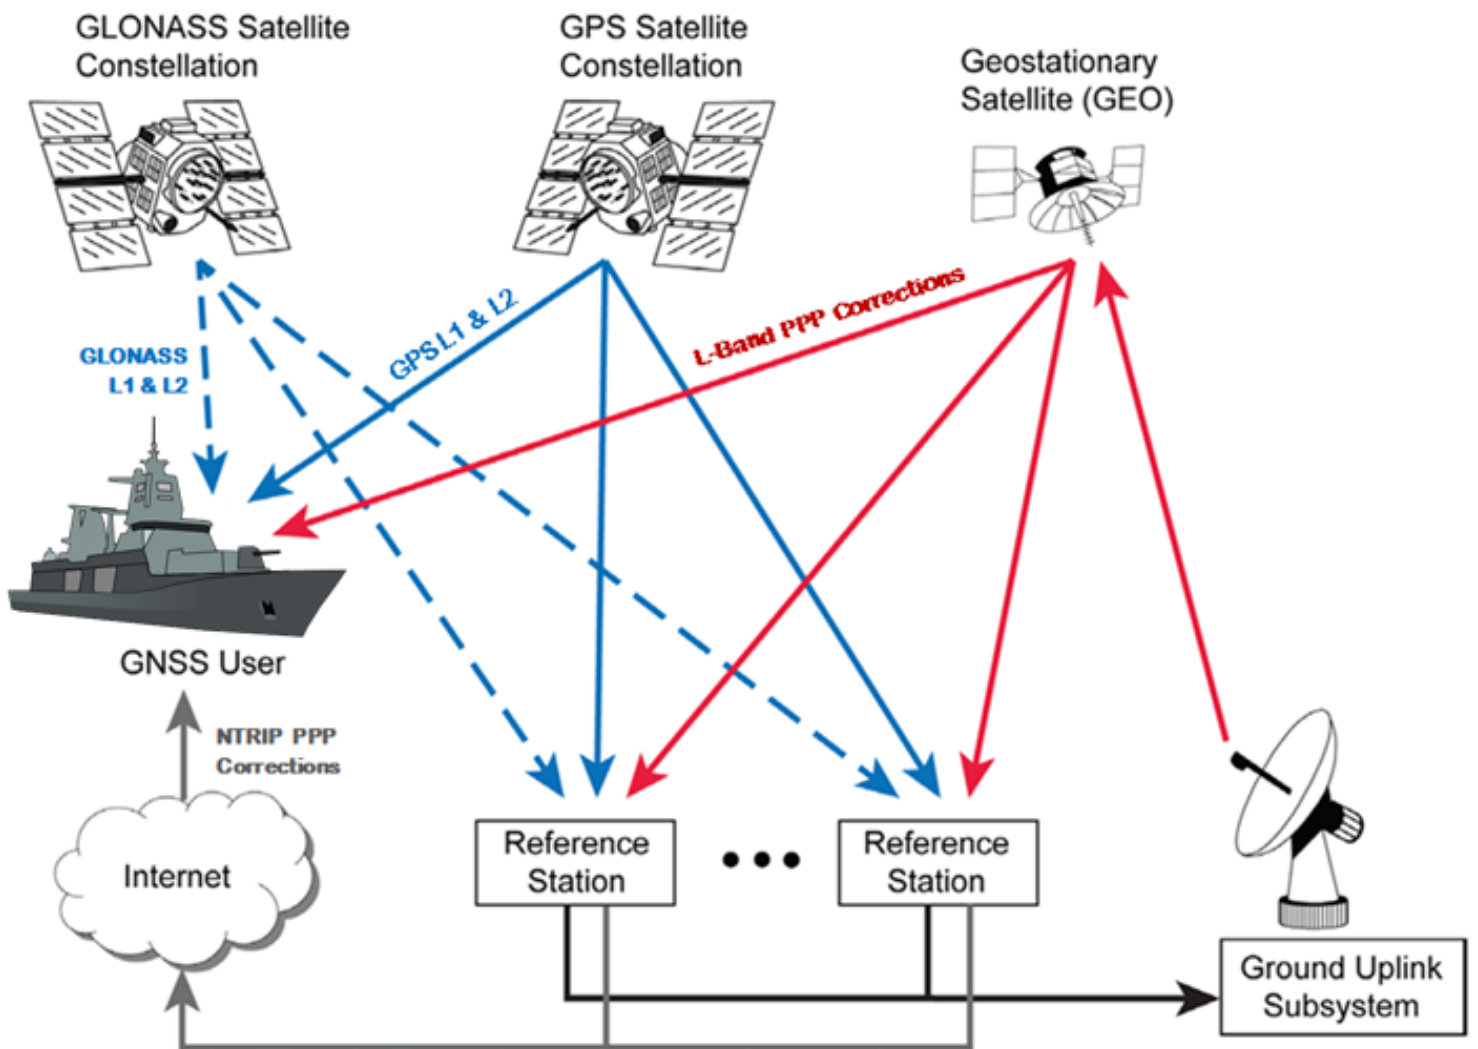 GLONASS Satellite
Constellation
GPS Satellite
Constellation
Geostationary
Satellite (GEO)
GLONASS
L1 & L2
GPS L1 & L2
L-Band PPP Corrections
GNSS User
NTRIP PPP
Corrections
Internet
Reference
Station
Reference
Station
Ground Uplink
Subsystem